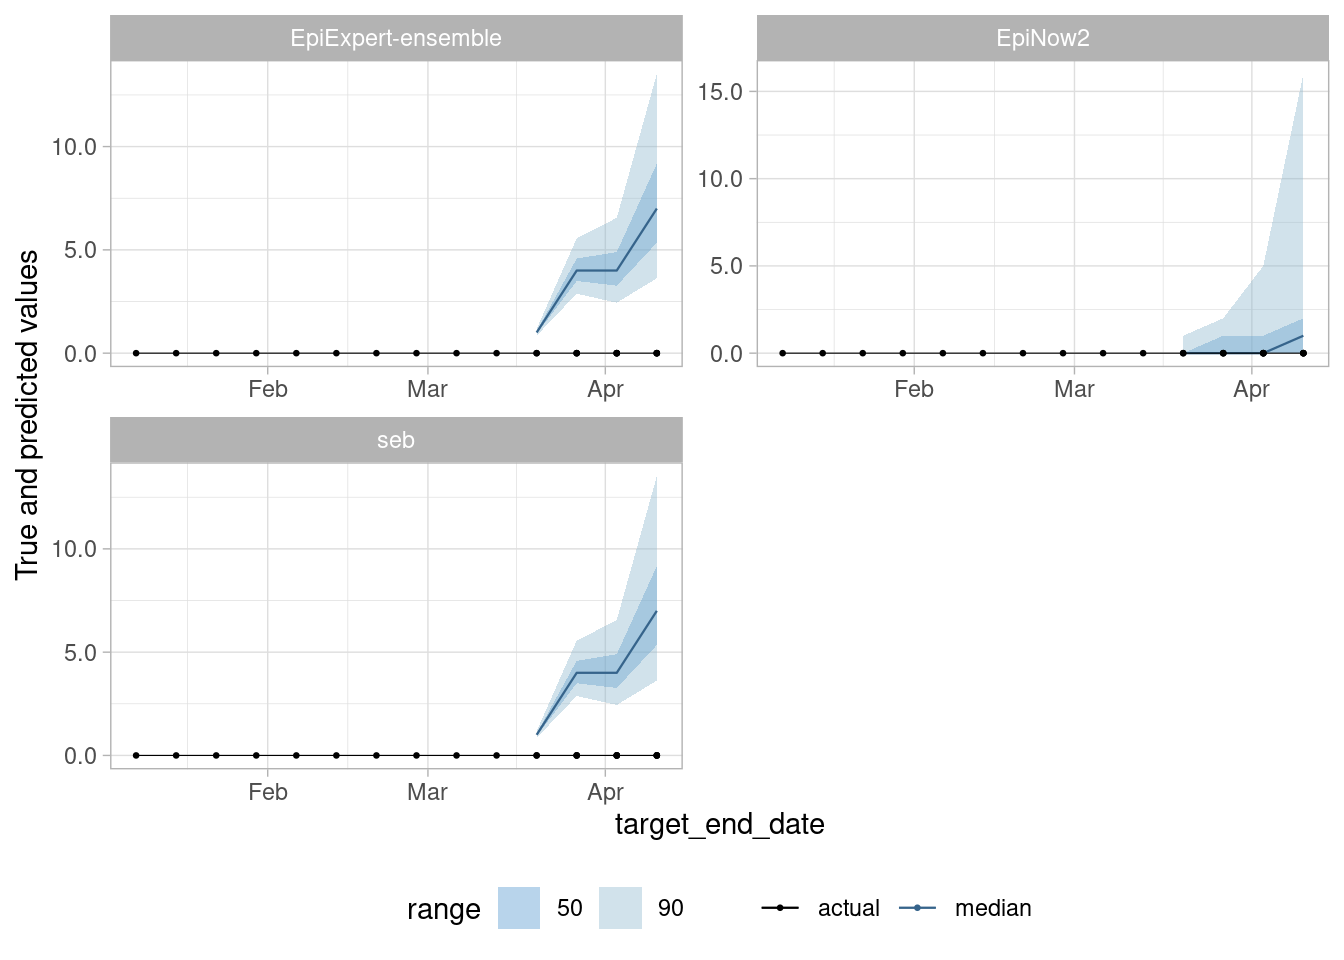 EpiExpert-ensemble
EpiNow2
10.0
5.0
0.0
Feb Mar Apr
15.0
10.0
5.0
0.0
Feb Mar Apr
seb
10.0
5.0
0.0
Feb Mar Apr
True and predicted values
target_end_date
range 50 90 actual median